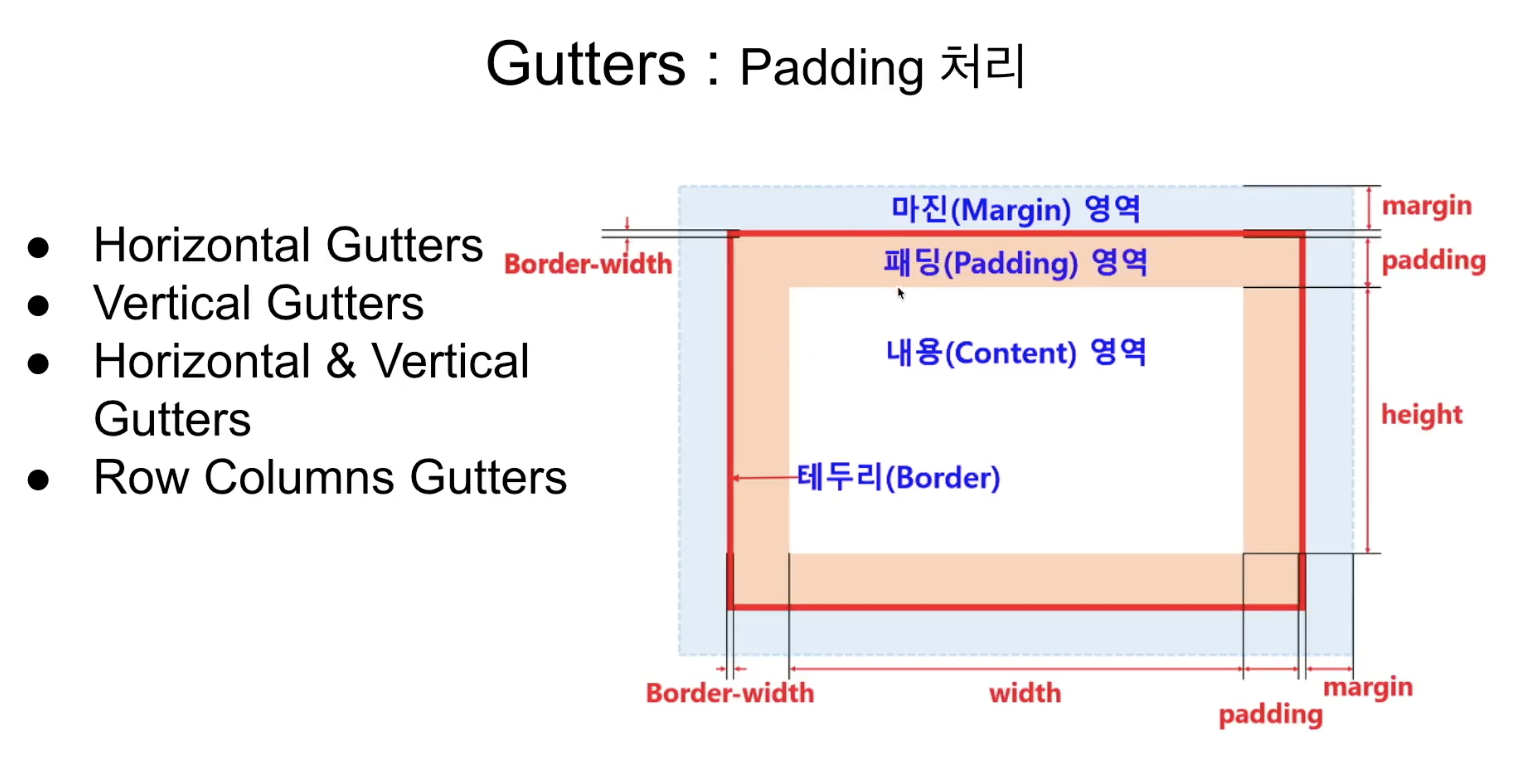 Gutters : Padding 처리
● Horizontal Gutters
● Vertical Gutters
● Horizontal & Vertical
Gutters
● Row Columns Gutters
마진(Margin) 영역
margin
Border-width
패딩(Padding) 영역
padding
내용(Content) 영역
height
테두리(Border)
Border-width
width
padding
margin